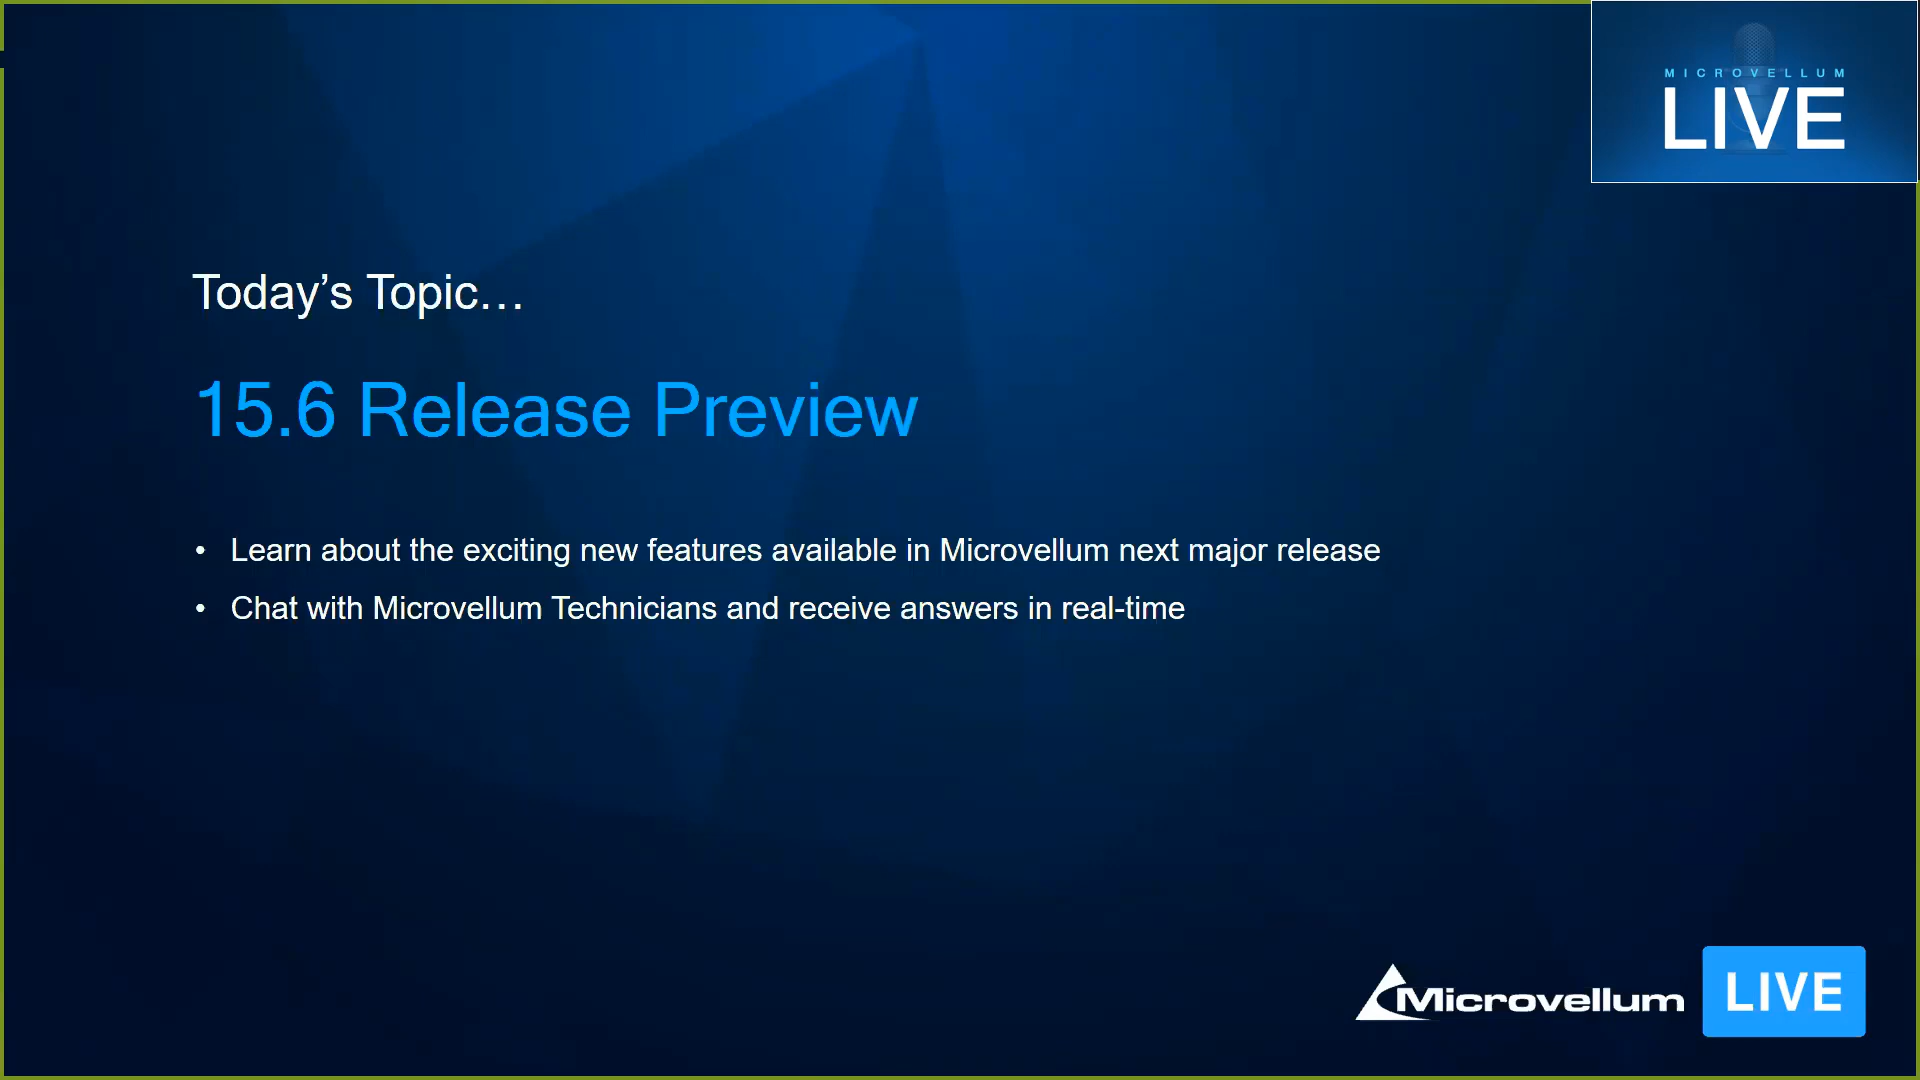 MICROVELLUM
LIVE
Today’s Topic…
15.6 Release Preview
• Learn about the exciting new features available in Microvellum next major release
• Chat with Microvellum Technicians and receive answers in real-time
Microvellum LIVE